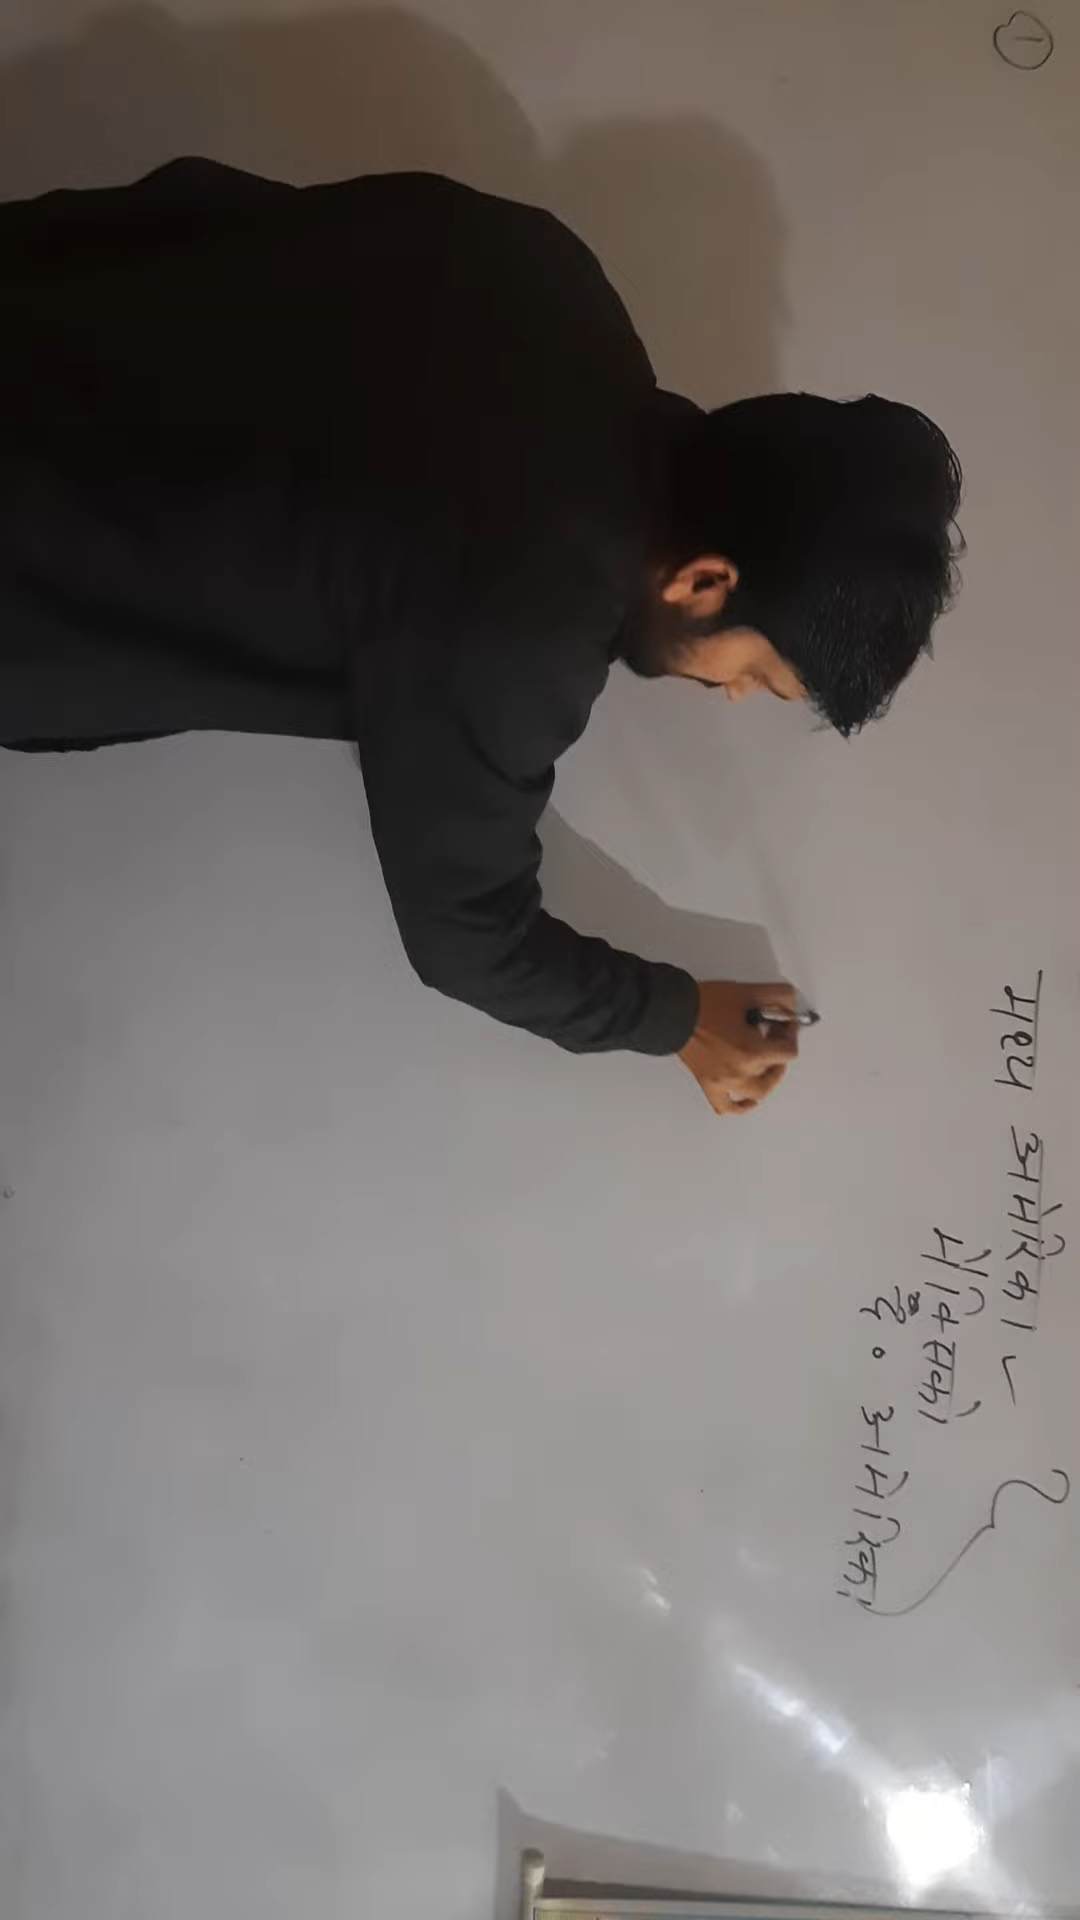 ①
मध्य अमेरिका ~
मेक्सिको
द० अमेरिका